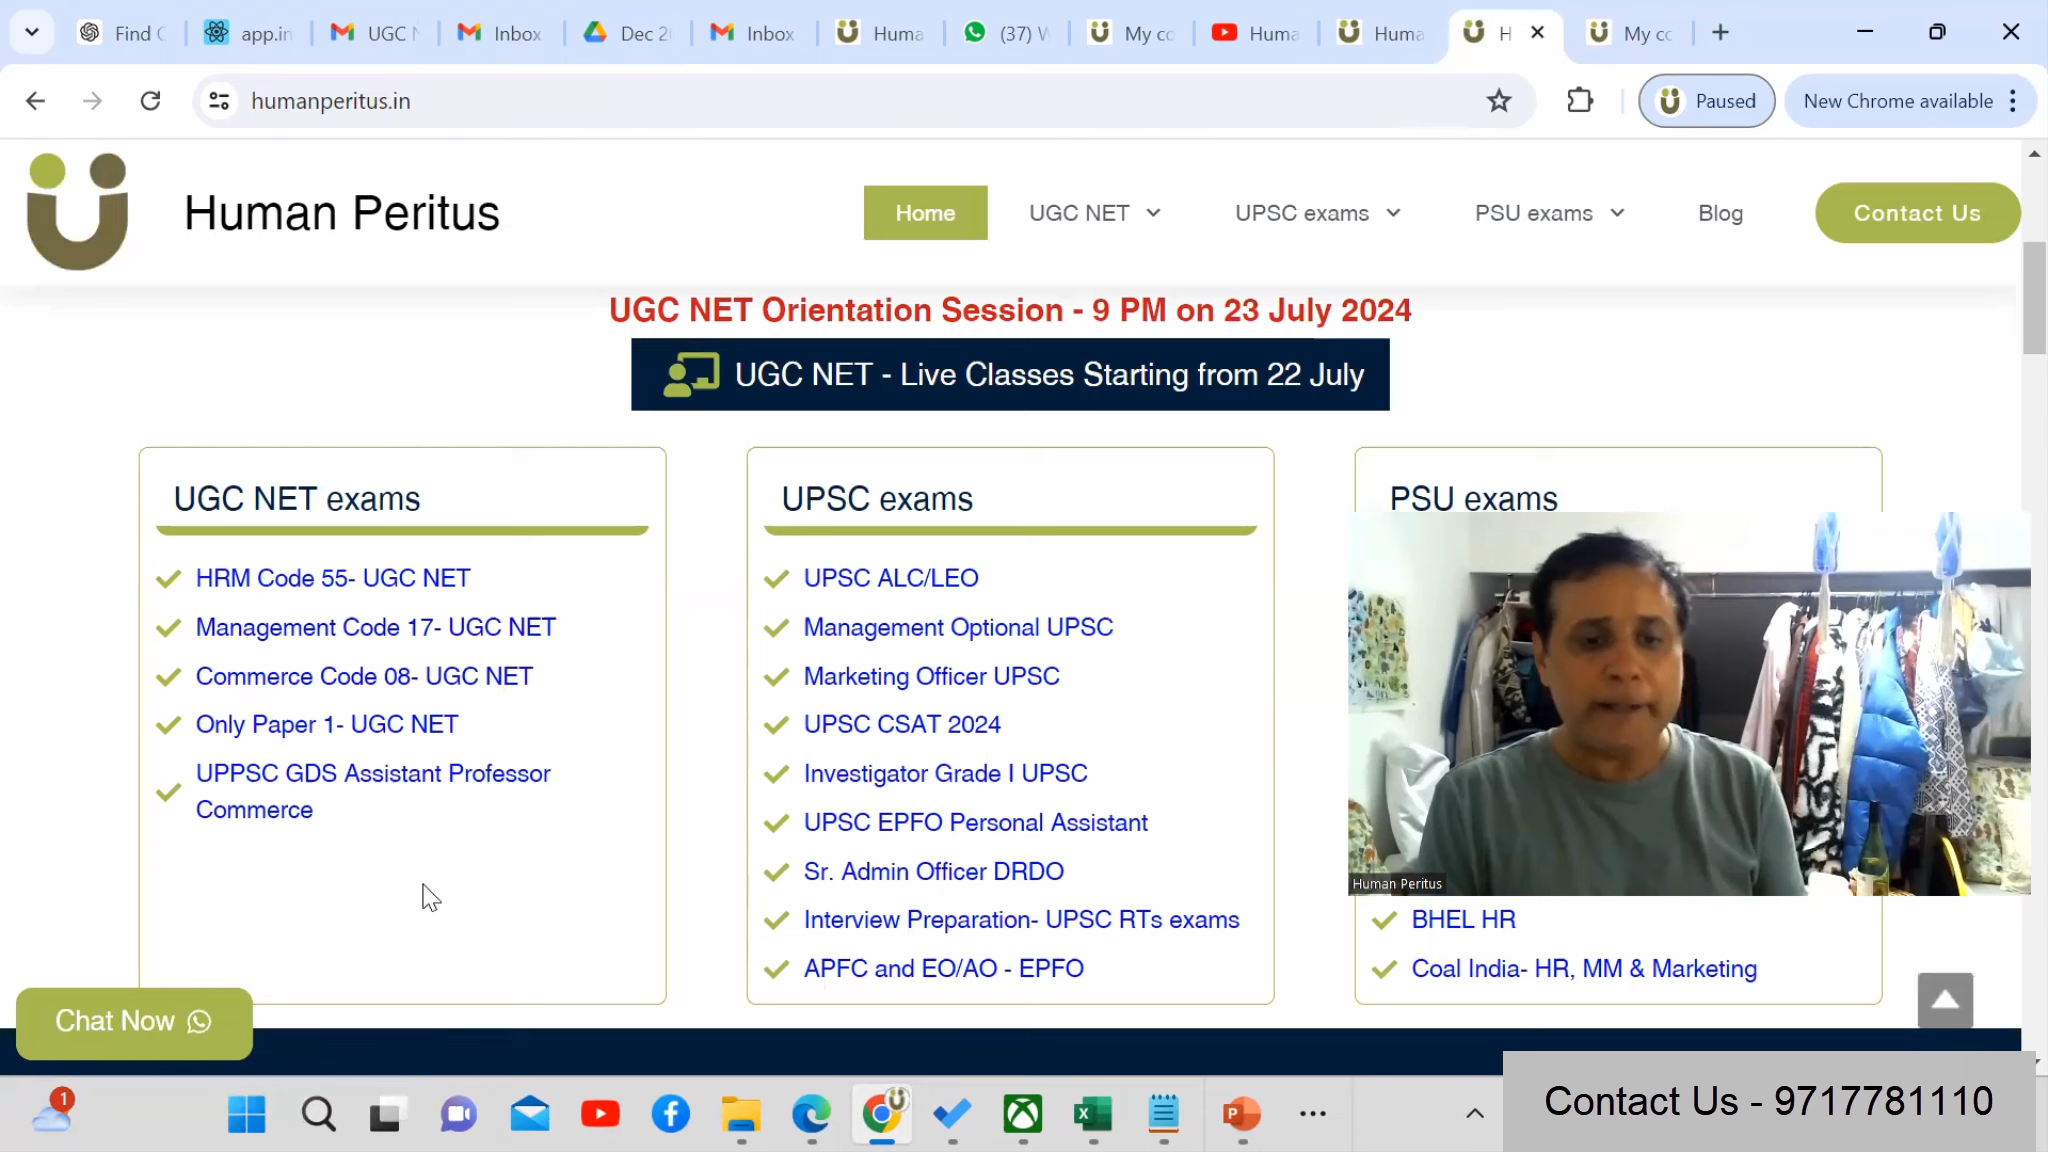 Find
app.in
UGC
Inbox
Dec 2
Inbox
Huma
(37)
My co
Huma
Huma
H
My co
humanperitus.in
Paused
New Chrome available
Human Peritus
Home
UGC NET
UPSC exams
PSU exams
Blog
Contact Us
UGC NET Orientation Session - 9 PM on 23 July 2024
UGC NET - Live Classes Starting from 22 July
UGC NET exams
HRM Code 55- UGC NET
Management Code 17- UGC NET
Commerce Code 08- UGC NET
Only Paper 1- UGC NET
UPPSC GDS Assistant Professor
Commerce
UPSC exams
UPSC ALC/LEO
Management Optional UPSC
Marketing Officer UPSC
UPSC CSAT 2024
Investigator Grade I UPSC
UPSC EPFO Personal Assistant
Sr. Admin Officer DRDO
Interview Preparation- UPSC RTs exams
APFC and EO/AO - EPFO
PSU exams
Human Peritus
BHEL HR
Coal India- HR, MM & Marketing
Chat Now
1
Contact Us - 9717781110